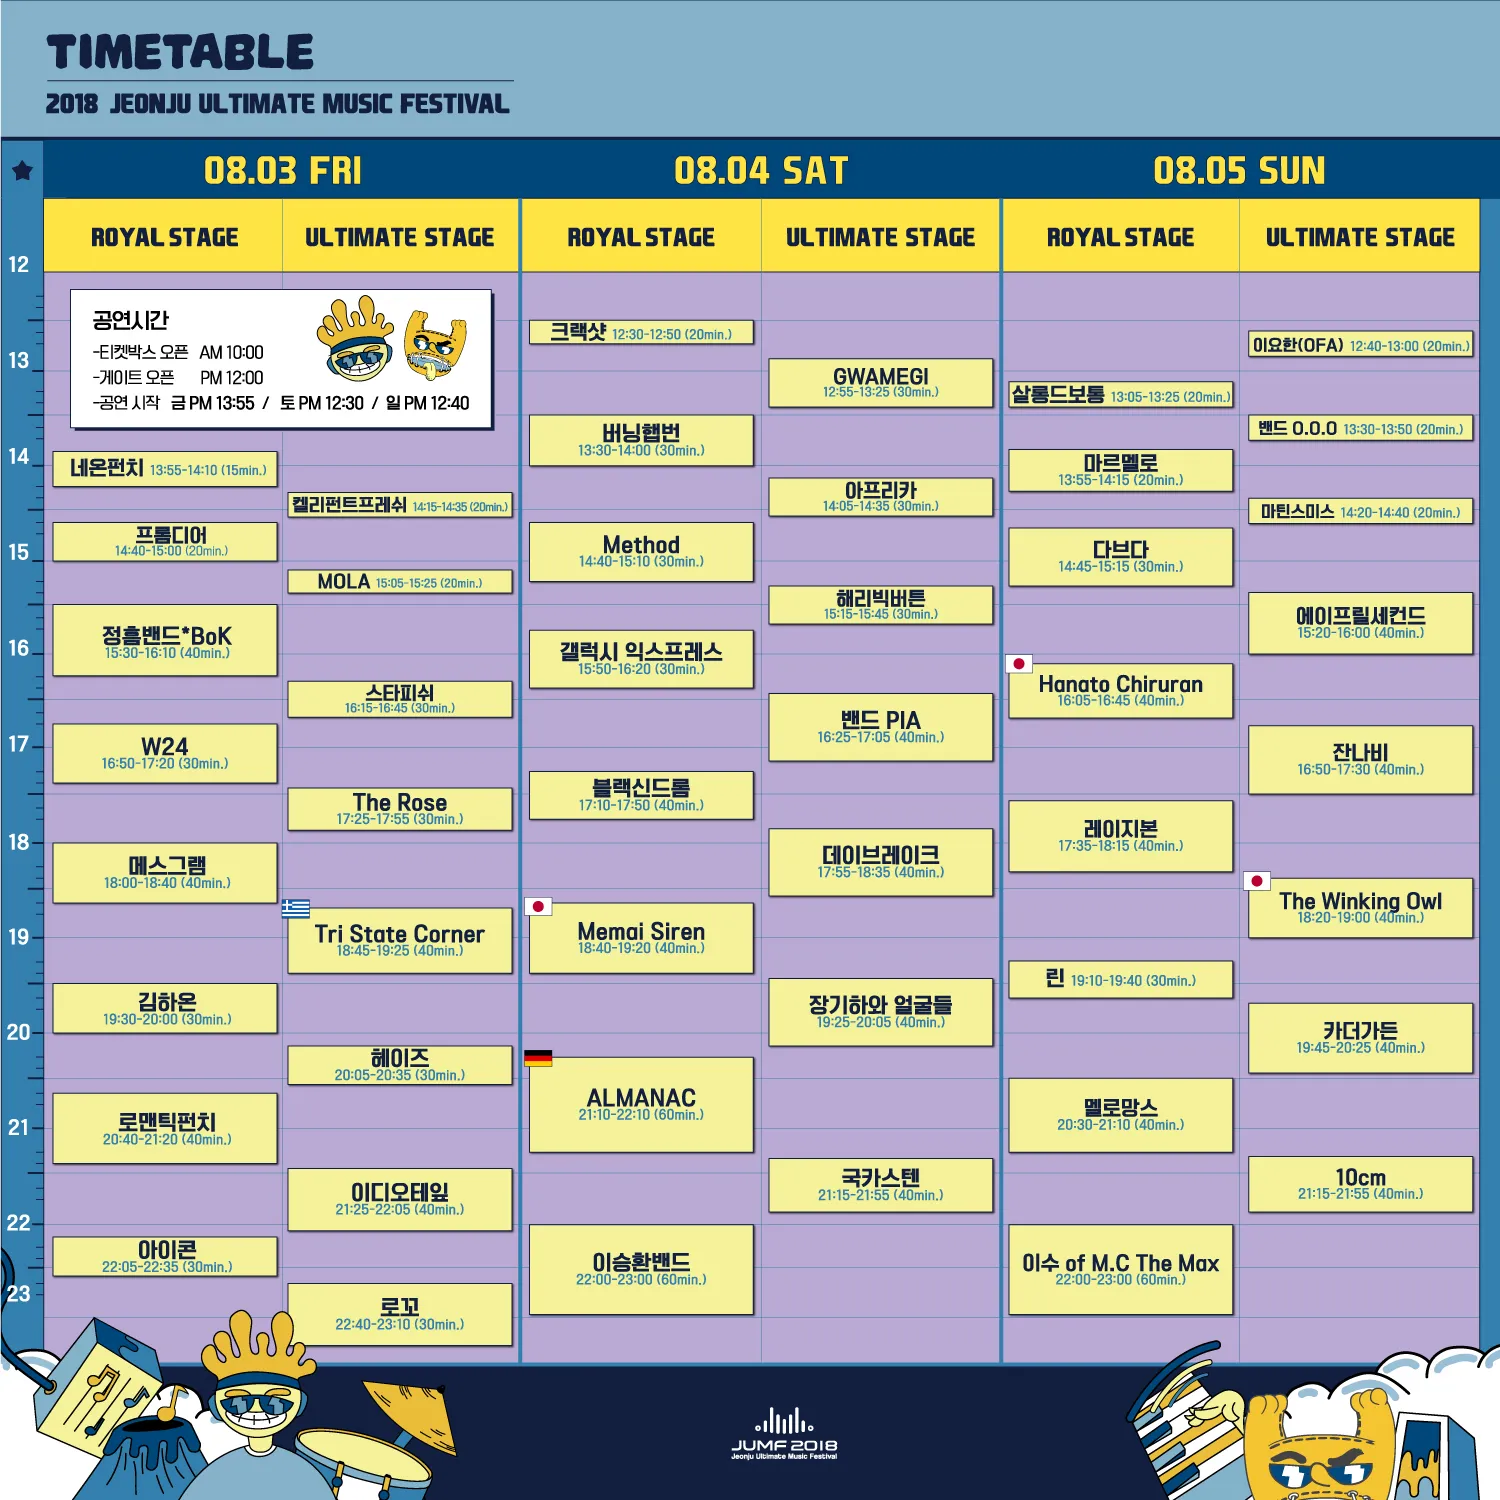 TIMETABLE
2018 JEONJU ULTIMATE MUSIC FESTIVAL
08.03 FRI
08.04 SAT
08.05 SUN
ROYAL STAGE
ULTIMATE STAGE
ROYAL STAGE
ULTIMATE STAGE
ROYAL STAGE
ULTIMATE STAGE
12
13
14
15
16
17
18
19
20
21
22
23
공연시간
-티켓박스 오픈 AM 10:00
-게이트 오픈 PM 12:00
-공연 시작 금 PM 13:55 / 토 PM 12:30 / 일 PM 12:40
네온펀치 13:55-14:10 (15min.)
프롬디어
14:40-15:00 (20min.)
정흠밴드*BoK
15:30-16:10 (40min.)
W24
16:50-17:20 (30min.)
메스그램
18:00-18:40 (40min.)
김하온
19:30-20:00 (30min.)
로맨틱펀치
20:40-21:20 (40min.)
아이콘
22:05-22:35 (30min.)
켈리펀트프레쉬 14:15-14:35 (20min.)
MOLA 15:05-15:25 (20min.)
스타피쉬
16:15-16:45 (30min.)
The Rose
17:25-17:55 (30min.)
Tri State Corner
18:45-19:25 (40min.)
헤이즈
20:05-20:35 (30min.)
이디오테잎
21:25-22:05 (40min.)
로꼬
22:40-23:10 (30min.)
크랙샷 12:30-12:50 (20min.)
버닝햅번
13:30-14:00 (30min.)
Method
14:40-15:10 (30min.)
갤럭시 익스프레스
15:50-16:20 (30min.)
블랙신드롬
17:10-17:50 (40min.)
Memai Siren
18:40-19:20 (40min.)
ALMANAC
21:10-22:10 (60min.)
이승환밴드
22:00-23:00 (60min.)
GWAMEGI
12:55-13:25 (30min.)
아프리카
14:05-14:35 (30min.)
해리빅버튼
15:15-15:45 (30min.)
밴드 PIA
16:25-17:05 (40min.)
데이브레이크
17:55-18:35 (40min.)
장기하와 얼굴들
19:25-20:05 (40min.)
국카스텐
21:15-21:55 (40min.)
살롱드보통 13:05-13:25 (20min.)
마르멜로
13:55-14:15 (20min.)
다브다
14:45-15:15 (30min.)
Hanato Chiruran
16:05-16:45 (40min.)
레이지본
17:35-18:15 (40min.)
린 19:10-19:40 (30min.)
멜로망스
20:30-21:10 (40min.)
이수 of M.C The Max
22:00-23:00 (60min.)
이요한(OFA) 12:40-13:00 (20min.)
밴드 O.O.O 13:30-13:50 (20min.)
마틴스미스 14:20-14:40 (20min.)
에이프릴세컨드
15:20-16:00 (40min.)
잔나비
16:50-17:30 (40min.)
The Winking Owl
18:20-19:00 (40min.)
카더가든
19:45-20:25 (40min.)
10cm
21:15-21:55 (40min.)
JUMF 2018
Jeonju Ultimate Music Festival